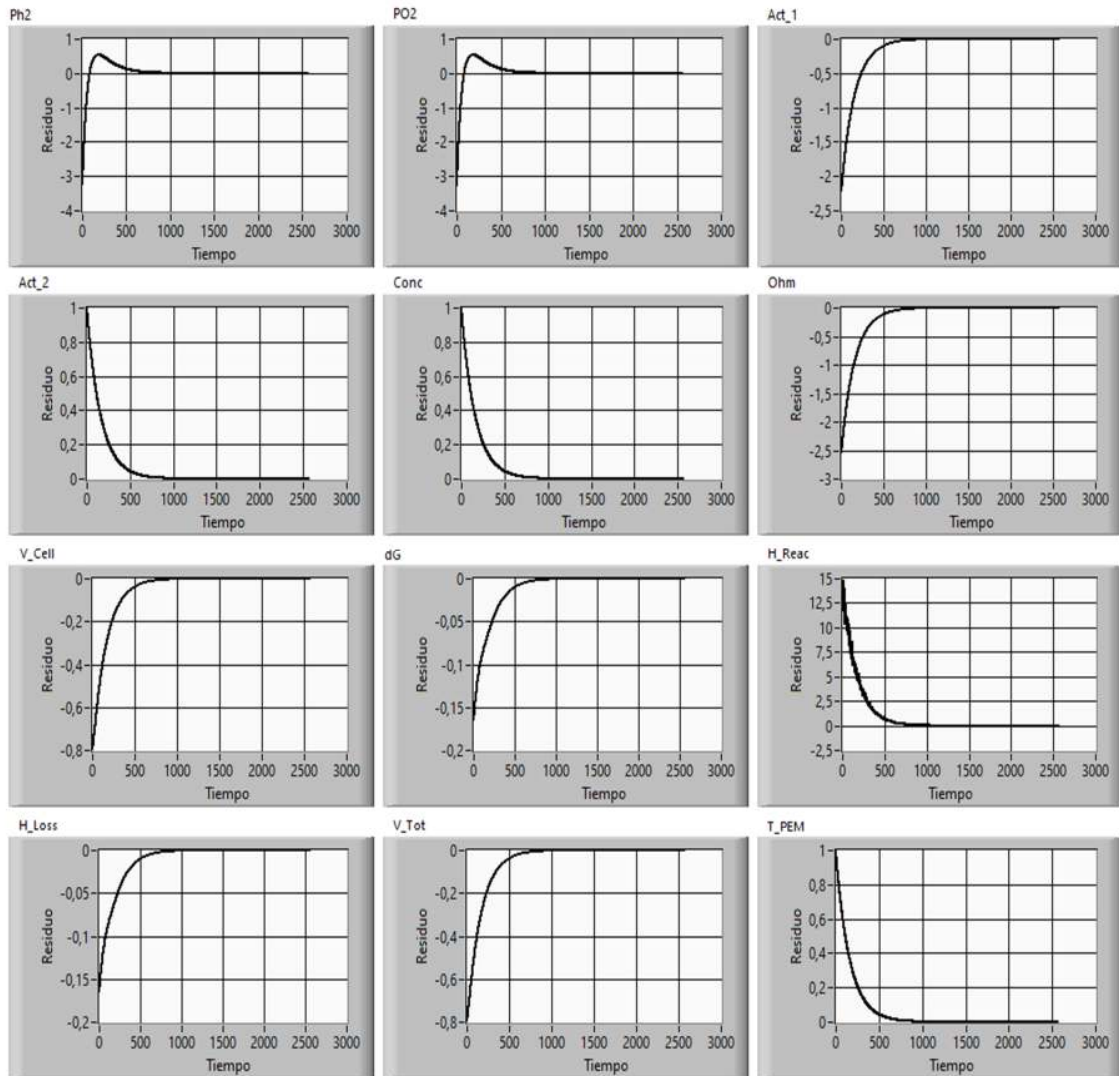 Ph2
1
0
-1
-2
-3
-4
Residuo
0 500 1000 1500 2000 2500 3000
Tiempo
PO2
1
0
-1
-2
-3
-4
Residuo
0 500 1000 1500 2000 2500 3000
Tiempo
Act_1
0
-0,5
-1
-1,5
-2
-2,5
Residuo
0 500 1000 1500 2000 2500 3000
Tiempo
Act_2
1
0,8
0,6
0,4
0,2
0
Residuo
0 500 1000 1500 2000 2500 3000
Tiempo
Conc
1
0,8
0,6
0,4
0,2
0
Residuo
0 500 1000 1500 2000 2500 3000
Tiempo
Ohm
0
-0,5
-1
-1,5
-2
-2,5
-3
Residuo
0 500 1000 1500 2000 2500 3000
Tiempo
V_Cell
0
-0,2
-0,4
-0,6
-0,8
Residuo
0 500 1000 1500 2000 2500 3000
Tiempo
dG
0
-0,05
-0,1
-0,15
-0,2
Residuo
0 500 1000 1500 2000 2500 3000
Tiempo
H_Reac
15
12,5
10
7,5
5
2,5
0
-2,5
Residuo
0 500 1000 1500 2000 2500 3000
Tiempo
H_Loss
0
-0,05
-0,1
-0,15
-0,2
Residuo
0 500 1000 1500 2000 2500 3000
Tiempo
V_Tot
0
-0,2
-0,4
-0,6
-0,8
Residuo
0 500 1000 1500 2000 2500 3000
Tiempo
T_PEM
1
0,8
0,6
0,4
0,2
0
Residuo
0 500 1000 1500 2000 2500 3000
Tiempo